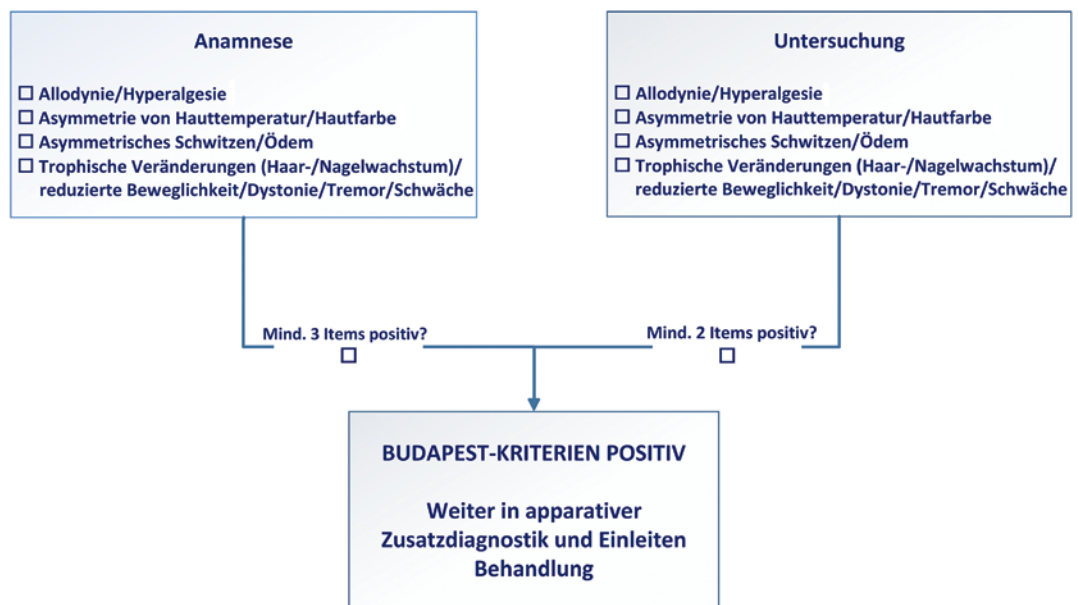 Anamnese
☐ Allodynie/Hyperalgesie
☐ Asymmetrie von Hauttemperatur/Hautfarbe
☐ Asymmetrisches Schwitzen/Ödem
☐ Trophische Veränderungen (Haar-/Nagelwachstum)/
reduzierte Beweglichkeit/Dystonie/Tremor/Schwäche
Untersuchung
☐ Allodynie/Hyperalgesie
☐ Asymmetrie von Hauttemperatur/Hautfarbe
☐ Asymmetrisches Schwitzen/Ödem
☐ Trophische Veränderungen (Haar-/Nagelwachstum)/
reduzierte Beweglichkeit/Dystonie/Tremor/Schwäche
Mind. 3 Items positiv?
☐
Mind. 2 Items positiv?
☐
BUDAPEST-KRITERIEN POSITIV
Weiter in apparativer
Zusatzdiagnostik und Einleiten
Behandlung